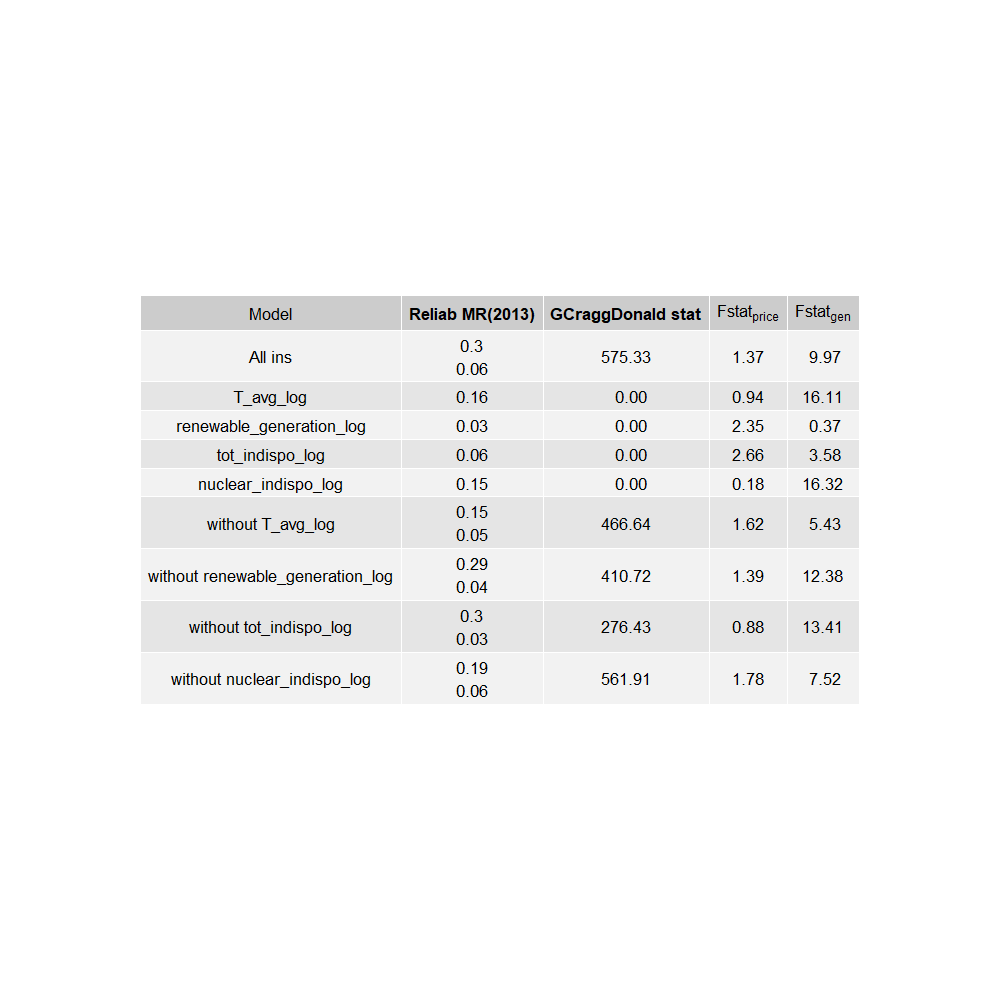 Model Reliab MR(2013) GCraggDonald stat Fstatprice Fstatgen
All ins 0.3 0.06 575.33 1.37 9.97
T_avg_log 0.16 0.00 0.94 16.11
renewable_generation_log 0.03 0.00 2.35 0.37
tot_indispo_log 0.06 0.00 2.66 3.58
nuclear_indispo_log 0.15 0.00 0.18 16.32
without T_avg_log 0.15 0.05 466.64 1.62 5.43
without renewable_generation_log 0.29 0.04 410.72 1.39 12.38
without tot_indispo_log 0.3 0.03 276.43 0.88 13.41
without nuclear_indispo_log 0.19 0.06 561.91 1.78 7.52